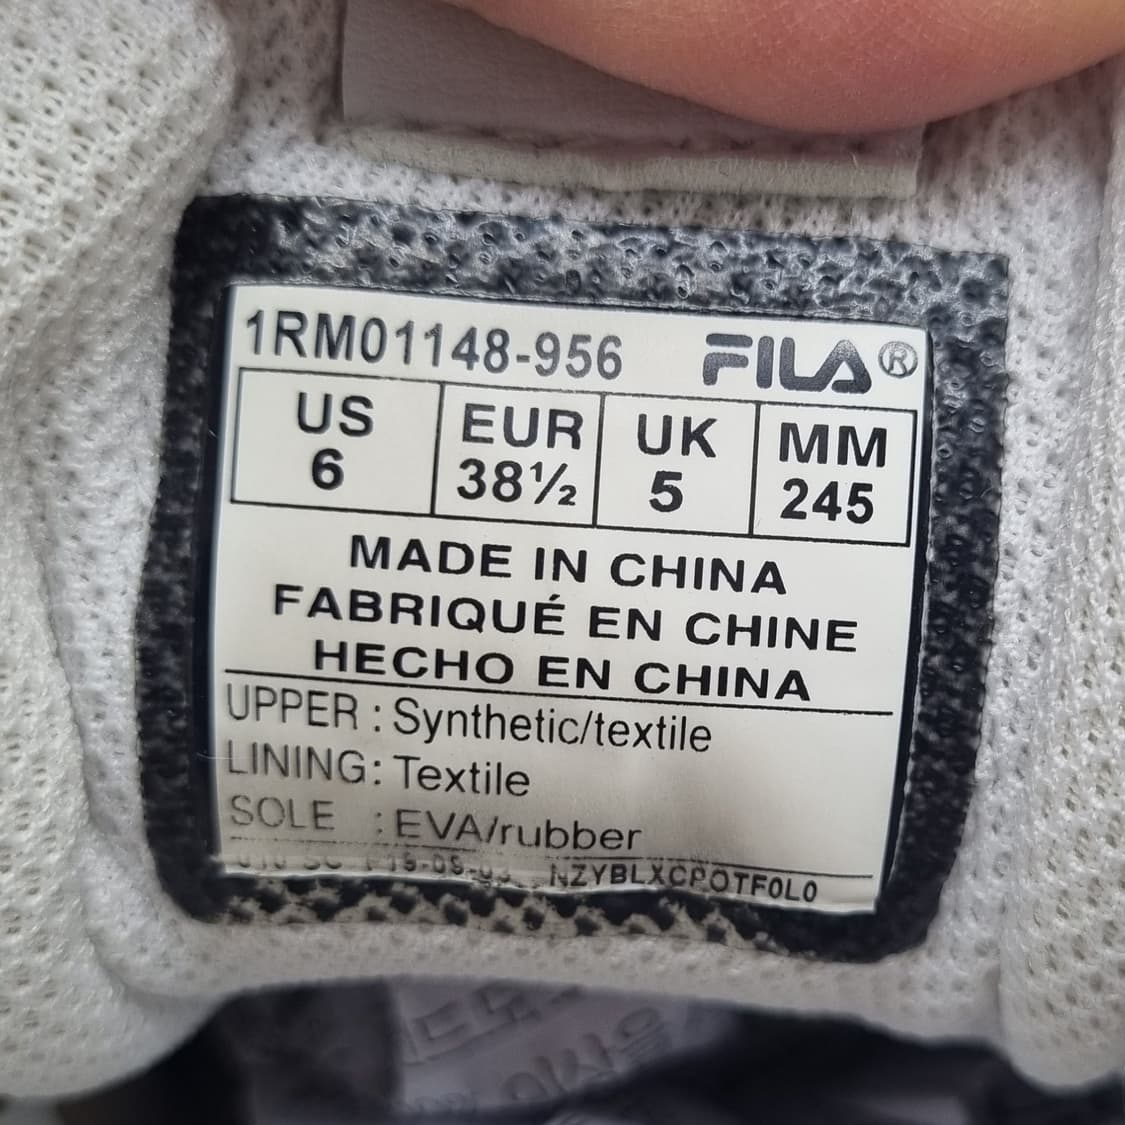 1RM01148-956 FILA®
US EUR UK MM
6 38½ 5 245
MADE IN CHINA
FABRIQUÉ EN CHINE
HECHO EN CHINA
UPPER : Synthetic/textile
LINING: Textile
SOLE : EVA/rubber
NZYBLXCPOTF0L0